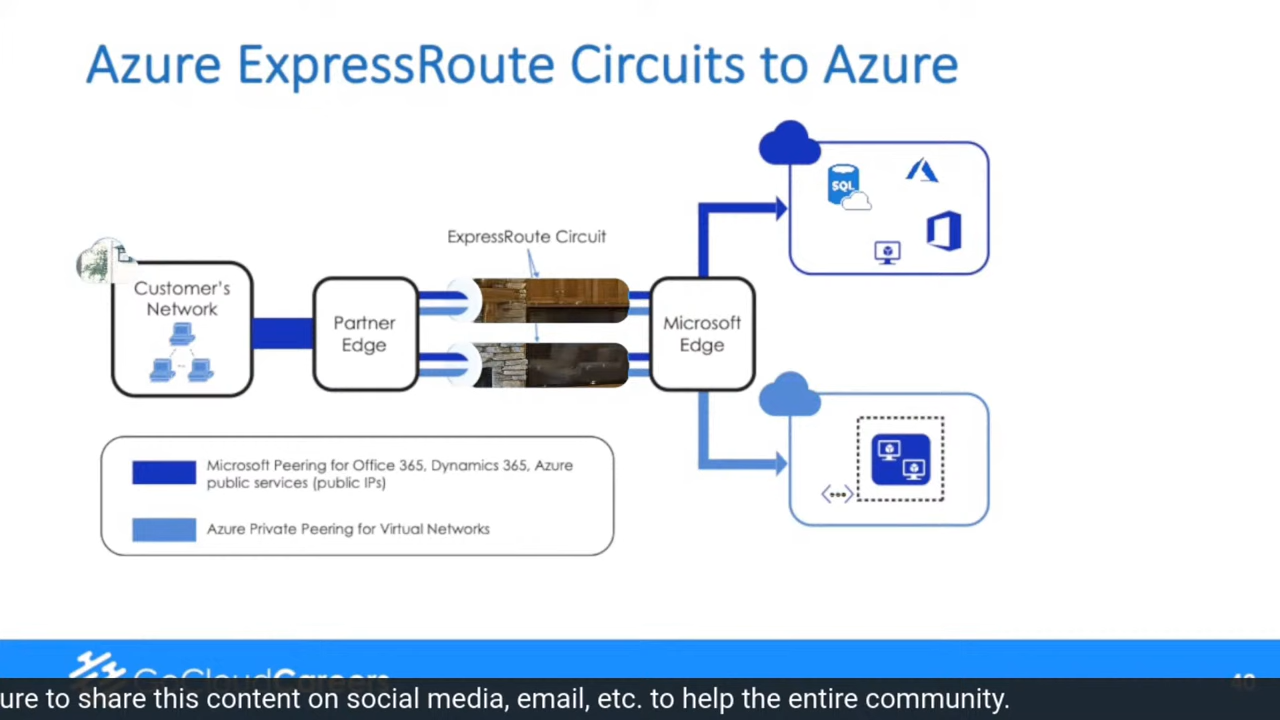 Azure ExpressRoute Circuits to Azure
ExpressRoute Circuit
SQL
Customer's
Network
Partner
Edge
Microsoft
Edge
Microsoft Peering for Office 365, Dynamics 365, Azure
public services (public IPs)
Azure Private Peering for Virtual Networks
GoCloudCareers
ure to share this content on social media, email, etc. to help the entire community.